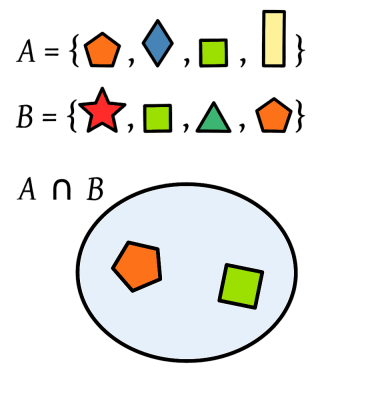 A = { , , , }
B = { , , , }
A ∩ B